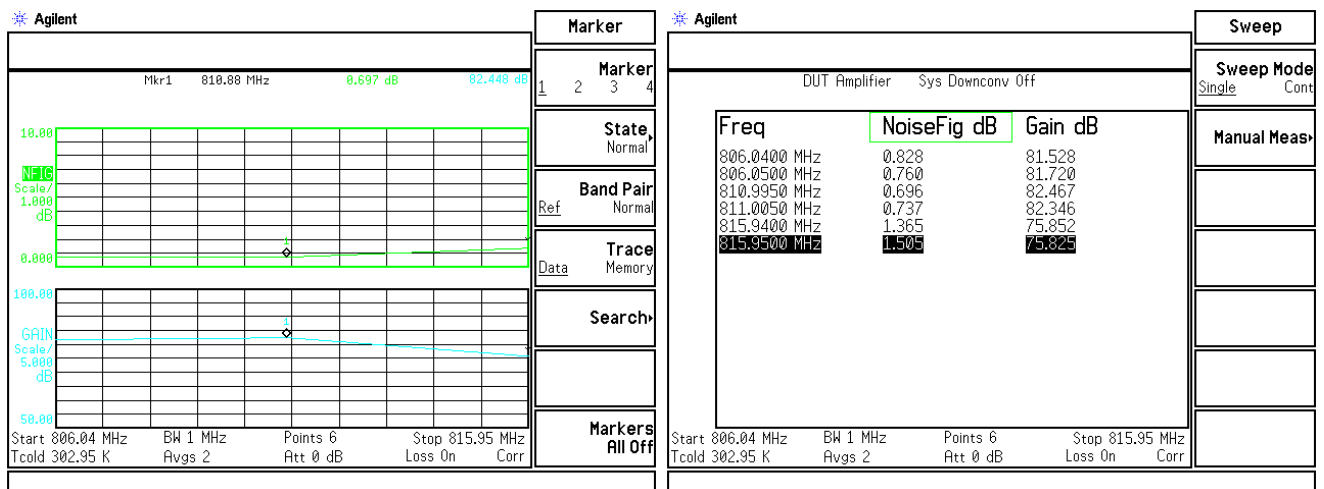 Agilent
Marker
Mkr1 810.88 MHz 0.697 dB 82.448 dB
Marker
1 2 3 4
10.00
State
Normal
NFIG
Scale/
1.000
dB
Band Pair
Ref Normal
1
0.000
Trace
Data Memory
100.00
Search
1
GAIN
Scale/
5.000
dB
50.00
Markers
All Off
Start 806.04 MHz BW 1 MHz Points 6 Stop 815.95 MHz
Tcold 302.95 K Avgs 2 Att 0 dB Loss On Corr
Agilent
Sweep
DUT Amplifier Sys Downconv Off
Sweep Mode
Single Cont
Manual Meas
Freq NoiseFig dB Gain dB
806.0400 MHz 0.828 81.528
806.0500 MHz 0.760 81.720
810.9950 MHz 0.696 82.467
811.0050 MHz 0.737 82.346
815.9400 MHz 1.365 75.852
815.9500 MHz 1.505 75.825
Start 806.04 MHz BW 1 MHz Points 6 Stop 815.95 MHz
Tcold 302.95 K Avgs 2 Att 0 dB Loss On Corr